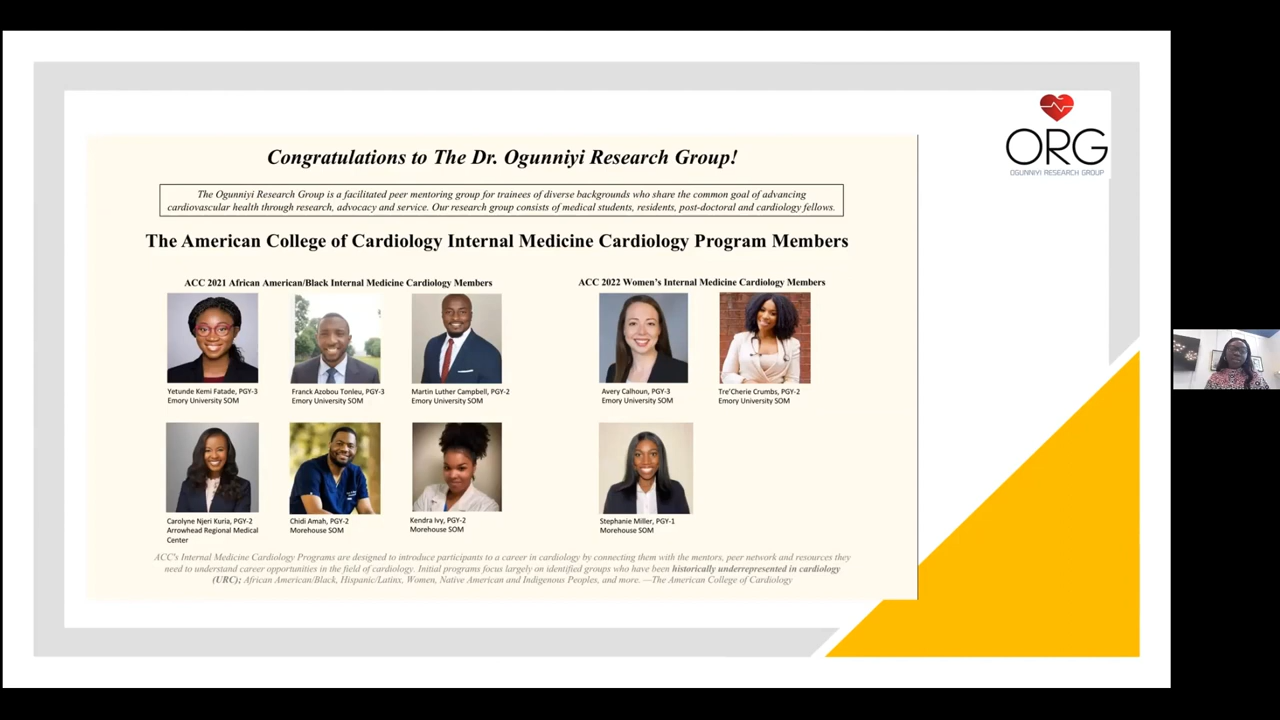 ORG
OGUNNIYI RESEARCH GROUP
Congratulations to The Dr. Ogunniyi Research Group!
The Ogunniyi Research Group is a facilitated peer mentoring group for trainees of diverse backgrounds who share the common goal of advancing
cardiovascular health through research, advocacy and service. Our research group consists of medical students, residents, post-doctoral and cardiology fellows.
The American College of Cardiology Internal Medicine Cardiology Program Members
ACC 2021 African American/Black Internal Medicine Cardiology Members
Yetunde Kemi Fatade, PGY-3
Emory University SOM
Franck Azobou Tonleu, PGY-3
Emory University SOM
Martin Luther Campbell, PGY-2
Emory University SOM
Carolyne Njeri Kuria, PGY-2
Arrowhead Regional Medical
Center
Chidi Amah, PGY-2
Morehouse SOM
Kendra Ivy, PGY-2
Morehouse SOM
ACC 2022 Women's Internal Medicine Cardiology Members
Avery Calhoun, PGY-3
Emory University SOM
Tre'Cherie Crumbs, PGY-2
Emory University SOM
Stephanie Miller, PGY-1
Morehouse SOM
ACC's Internal Medicine Cardiology Programs are designed to introduce participants to a career in cardiology by connecting them with the mentors, peer network and resources they
need to understand career opportunities in the field of cardiology. Initial programs focus largely on identified groups who have been historically underrepresented in cardiology
(URC); African American/Black, Hispanic/Latinx, Women, Native American and Indigenous Peoples, and more. —The American College of Cardiology